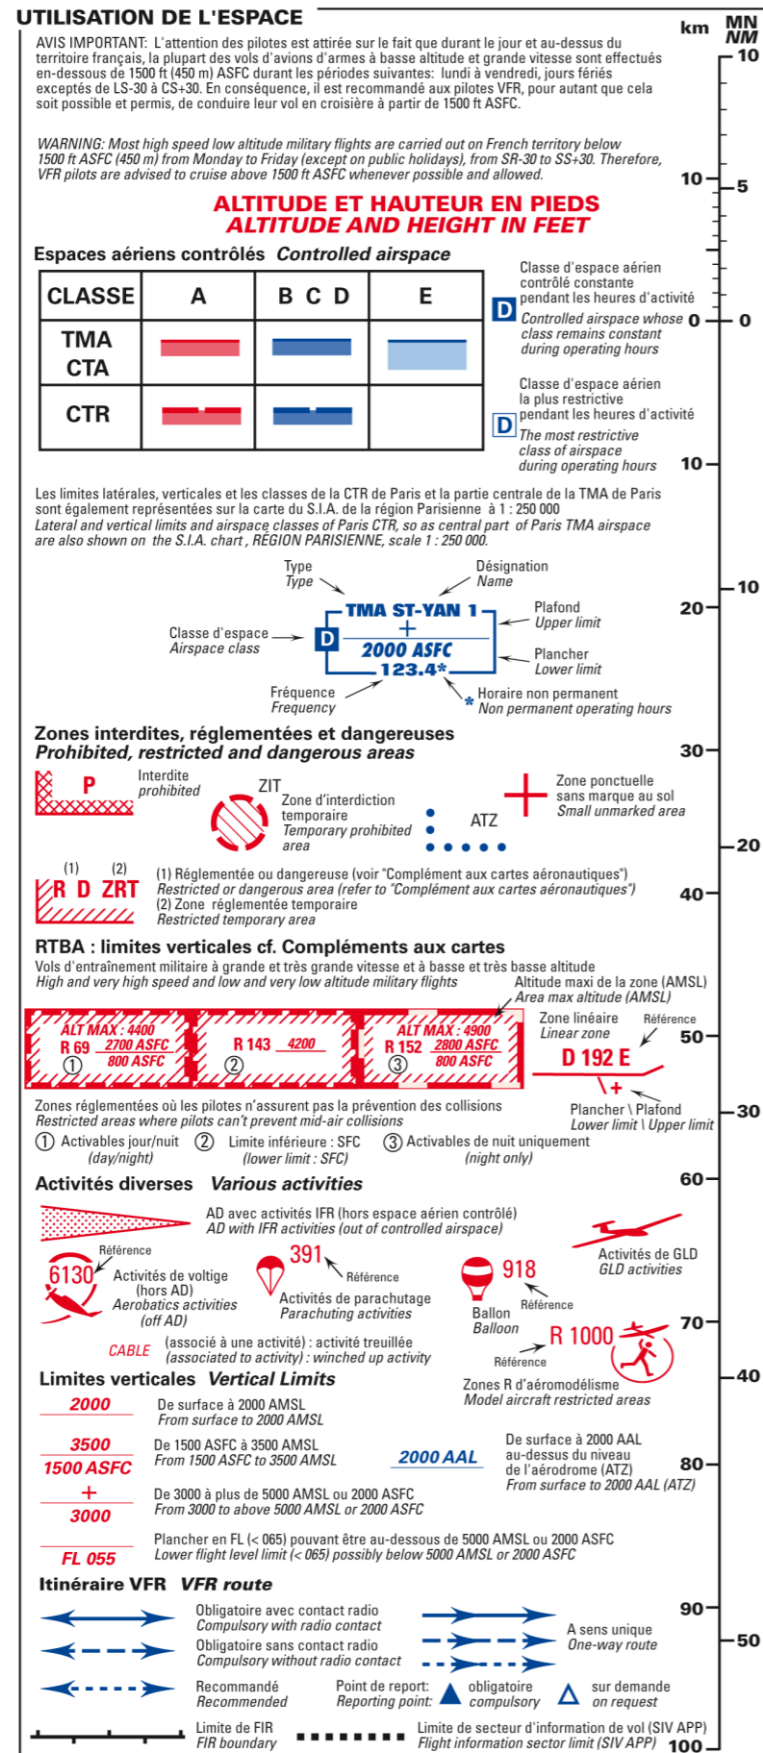 UTILISATION DE L'ESPACE
km
MN
NM
AVIS IMPORTANT: L'attention des pilotes est attirée sur le fait que durant le jour et au-dessus du
territoire français, la plupart des vols d'avions d'armes à basse altitude et grande vitesse sont effectués
en-dessous de 1500 ft (450 m) ASFC durant les périodes suivantes: lundi à vendredi, jours fériés
exceptés de LS-30 à CS+30. En conséquence, il est recommandé aux pilotes VFR, pour autant que cela
soit possible et permis, de conduire leur vol en croisière à partir de 1500 ft ASFC.
WARNING: Most high speed low altitude military flights are carried out on French territory below
1500 ft ASFC (450 m) from Monday to Friday (except on public holidays), from SR-30 to SS+30. Therefore,
VFR pilots are advised to cruise above 1500 ft ASFC whenever possible and allowed.
ALTITUDE ET HAUTEUR EN PIEDS
ALTITUDE AND HEIGHT IN FEET
Espaces aériens contrôlés Controlled airspace
CLASSE A B C D E
TMA
CTA
CTR
D
Classe d'espace aérien
contrôlé constante
pendant les heures d'activité
Controlled airspace whose
class remains constant
during operating hours
D
Classe d'espace aérien
la plus restrictive
pendant les heures d'activité
The most restrictive
class of airspace
during operating hours
Les limites latérales, verticales et les classes de la CTR de Paris et la partie centrale de la TMA de Paris
sont également représentées sur la carte du S.I.A. de la région Parisienne à 1 : 250 000
Lateral and vertical limits and airspace classes of Paris CTR, so as central part of Paris TMA airspace
are also shown on the S.I.A. chart , RÉGION PARISIENNE, scale 1 : 250 000.
Type
Type
Désignation
Name
TMA ST-YAN 1
+
D
2000 ASFC
123.4*
Plafond
Upper limit
Classe d'espace
Airspace class
Plancher
Lower limit
Fréquence
Frequency
* Horaire non permanent
Non permanent operating hours
Zones interdites, réglementées et dangereuses
Prohibited, restricted and dangerous areas
P
Interdite
prohibited
ZIT
Zone d'interdiction
temporaire
Temporary prohibited
area
ATZ
Zone ponctuelle
sans marque au sol
Small unmarked area
(1) (2)
R D ZRT
(1) Réglementée ou dangereuse (voir "Complément aux cartes aéronautiques")
Restricted or dangerous area (refer to "Complément aux cartes aéronautiques")
(2) Zone réglementée temporaire
Restricted temporary area
RTBA : limites verticales cf. Compléments aux cartes
Vols d'entraînement militaire à grande et très grande vitesse et à basse et très basse altitude
High and very high speed and low and very low altitude military flights
Altitude maxi de la zone (AMSL)
Area max altitude (AMSL)
ALT MAX : 4400
R 69 2700 ASFC
800 ASFC
1
R 143 4200
2
ALT MAX : 4900
R 152 2800 ASFC
800 ASFC
3
Zone linéaire
Linear zone
Référence
D 192 E
\ +
Plancher \ Plafond
Lower limit \ Upper limit
Zones réglementées où les pilotes n'assurent pas la prévention des collisions
Restricted areas where pilots can't prevent mid-air collisions
1 Activables jour/nuit
(day/night)
2 Limite inférieure : SFC
(lower limit : SFC)
3 Activables de nuit uniquement
(night only)
Activités diverses Various activities
AD avec activités IFR (hors espace aérien contrôlé)
AD with IFR activities (out of controlled airspace)
Activités de GLD
GLD activities
6130
Référence
Activités de voltige
(hors AD)
Aerobatics activities
(off AD)
391
Référence
Activités de parachutage
Parachuting activities
918
Référence
Ballon
Balloon
CABLE
(associé à une activité) : activité treuillée
(associated to activity) : winched up activity
R 1000
Référence
Zones R d'aéromodélisme
Model aircraft restricted areas
Limites verticales Vertical Limits
2000
De surface à 2000 AMSL
From surface to 2000 AMSL
3500
1500 ASFC
De 1500 ASFC à 3500 AMSL
From 1500 ASFC to 3500 AMSL
2000 AAL
De surface à 2000 AAL
au-dessus du niveau
de l'aérodrome (ATZ)
From surface to 2000 AAL (ATZ)
+
3000
De 3000 à plus de 5000 AMSL ou 2000 ASFC
From 3000 to above 5000 AMSL or 2000 ASFC
FL 055
Plancher en FL (< 065) pouvant être au-dessous de 5000 AMSL ou 2000 ASFC
Lower flight level limit (< 065) possibly below 5000 AMSL or 2000 ASFC
Itinéraire VFR VFR route
Obligatoire avec contact radio
Compulsory with radio contact
Obligatoire sans contact radio
Compulsory without radio contact
A sens unique
One-way route
Recommandé
Recommended
Point de report:
Reporting point:
obligatoire
compulsory
sur demande
on request
Limite de FIR
FIR boundary
Limite de secteur d'information de vol (SIV APP)
Flight information sector limit (SIV APP)
10
0
10
20
30
40
50
60
70
80
90
100
10
5
0
10
20
30
40
50